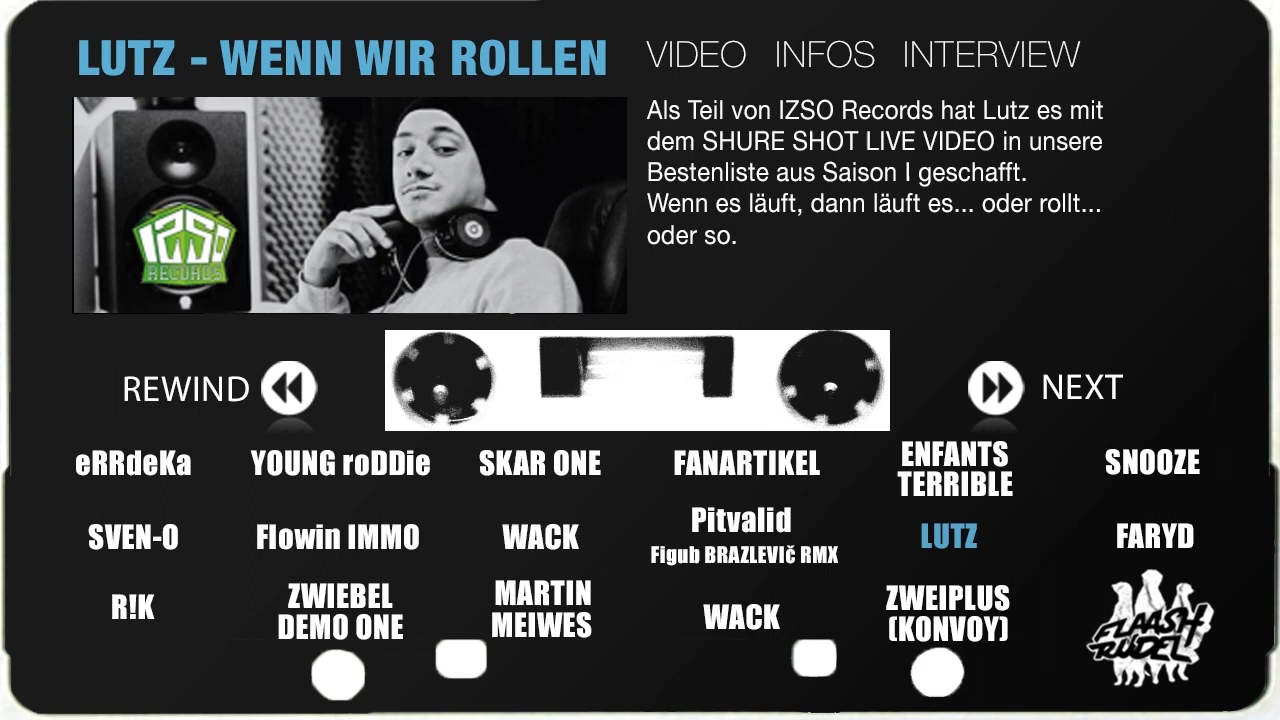 LUTZ - WENN WIR ROLLEN
VIDEO INFOS INTERVIEW
Als Teil von IZSO Records hat Lutz es mit
dem SHURE SHOT LIVE VIDEO in unsere
Bestenliste aus Saison I geschafft.
Wenn es läuft, dann läuft es... oder rollt...
oder so.
IZSO
RECORDS
REWIND
NEXT
eRRdeKa
YOUNG roDDie
SKAR ONE
FANARTIKEL
ENFANTS
TERRIBLE
SNOOZE
SVEN-O
Flowin IMMO
WACK
Pitvalid
Figub BRAZLEVIč RMX
LUTZ
FARYD
R!K
ZWIEBEL
DEMO ONE
MARTIN
MEIWES
WACK
ZWEIPLUS
(KONVOY)
FLAASH
RUDEL